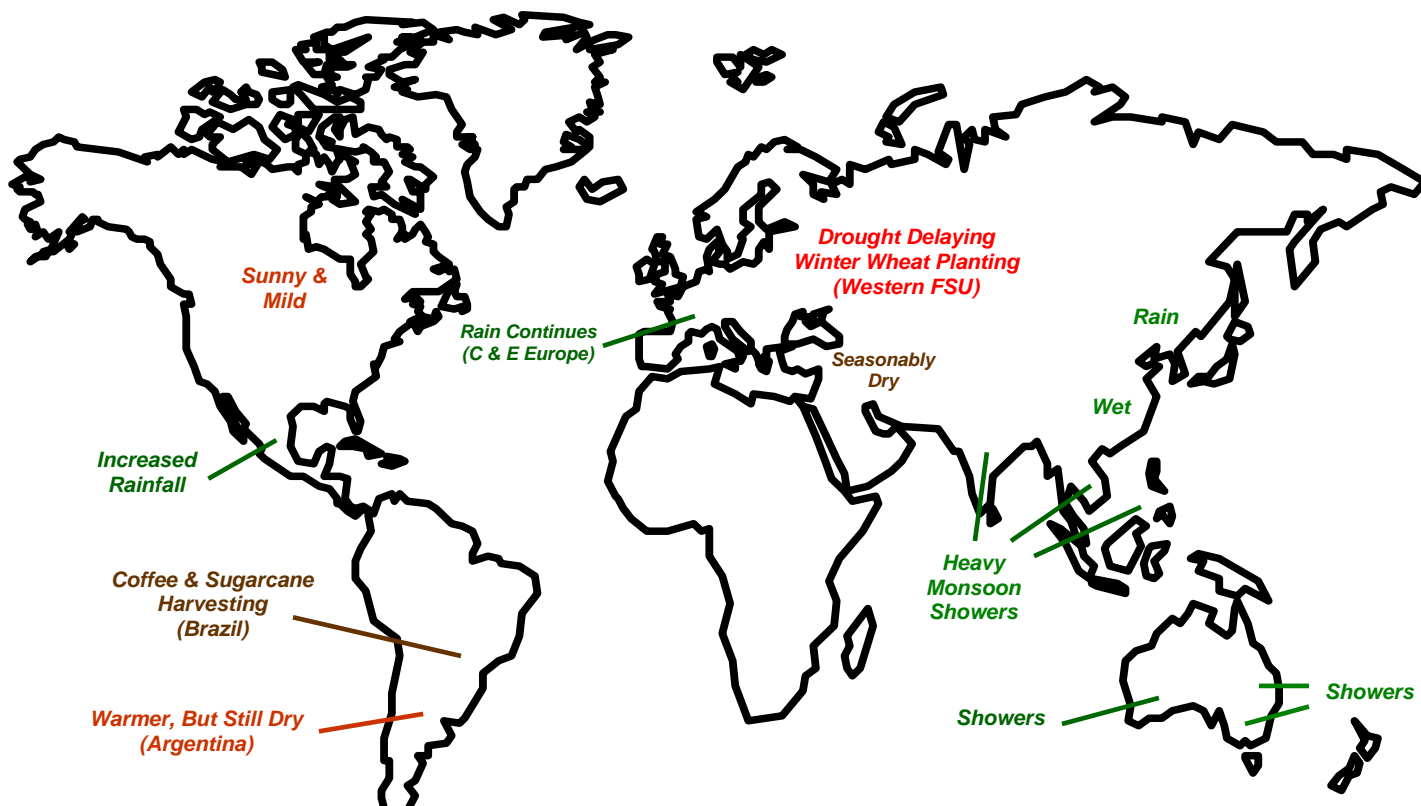 Drought Delaying
Winter Wheat Planting
(Western FSU)
Sunny &
Mild
Rain Continues
(C & E Europe)
Rain
Seasonably
Dry
Wet
Increased
Rainfall
Heavy
Monsoon
Showers
Coffee & Sugarcane
Harvesting
(Brazil)
Showers
Showers
Warmer, But Still Dry
(Argentina)